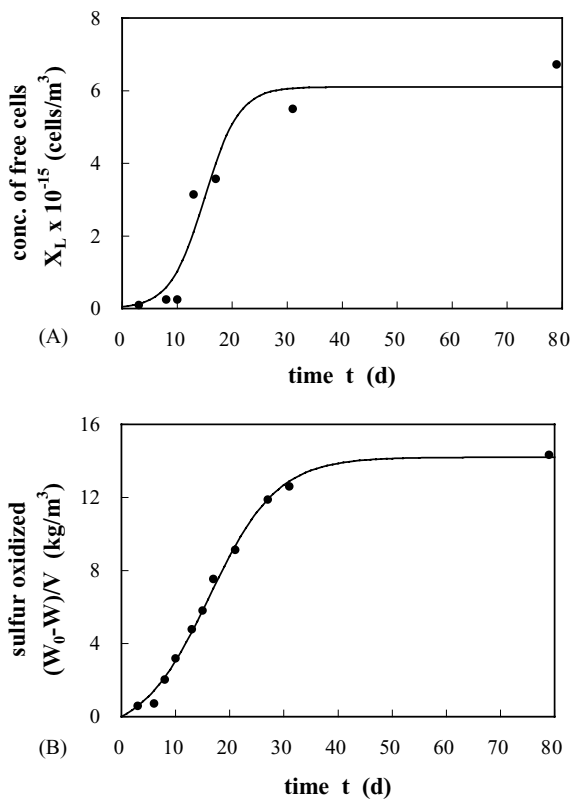 8
6
4
2
0
conc. of free cells
X_L x 10^-15 (cells/m^3)
0 10 20 30 40 50 60 70 80
(A)
time t (d)
16
12
8
4
0
sulfur oxidized
(W_0-W)/V (kg/m^3)
0 10 20 30 40 50 60 70 80
(B)
time t (d)